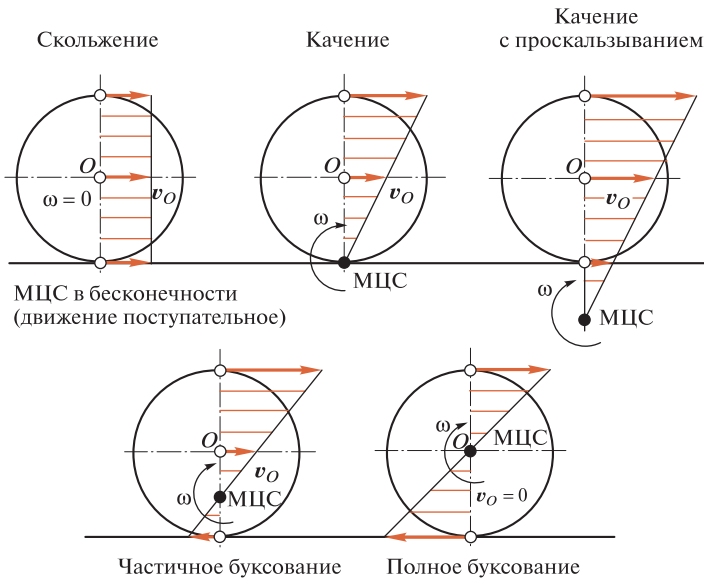 Скольжение
Качение
Качение
с проскальзыванием
O
ω = 0
v_O
O
v_O
ω
МЦС
O
v_O
ω
МЦС
МЦС в бесконечности
(движение поступательное)
O
v_O
ω
МЦС
ω
O
МЦС
v_O = 0
Частичное буксование
Полное буксование